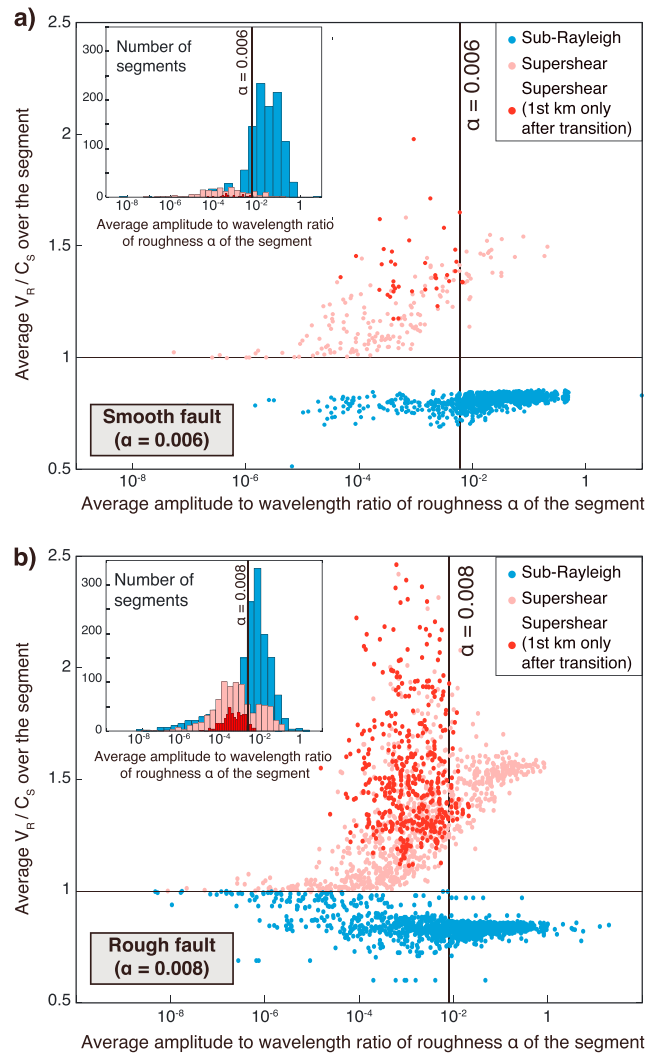 a)
2.5
2
1.5
1
0.5
Average V_R / C_S over the segment
Number of
segments
α = 0.006
300
200
100
0
10^-8
10^-6
10^-4
10^-2
1
Average amplitude to wavelength ratio
of roughness α of the segment
α = 0.006
Sub-Rayleigh
Supershear
Supershear
(1st km only
after transition)
Smooth fault
(α = 0.006)
10^-8
10^-6
10^-4
10^-2
1
Average amplitude to wavelength ratio of roughness α of the segment
b)
2.5
2
1.5
1
0.5
Average V_R / C_S over the segment
Number of
segments
α = 0.008
300
200
100
0
10^-8
10^-6
10^-4
10^-2
1
Average amplitude to wavelength ratio
of roughness α of the segment
α = 0.008
Sub-Rayleigh
Supershear
Supershear
(1st km only
after transition)
Rough fault
(α = 0.008)
10^-8
10^-6
10^-4
10^-2
1
Average amplitude to wavelength ratio of roughness α of the segment